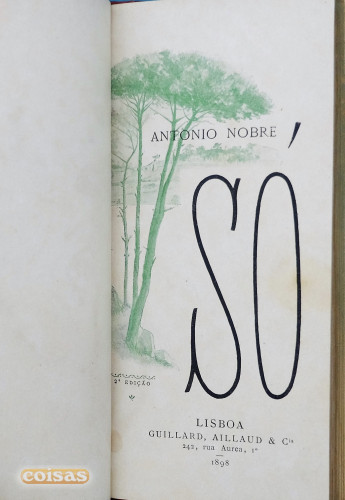 ANTONIO NOBRE
SÓ
2ª EDIÇÃO
LISBOA
GUILLARD, AILLAUD & Cia
242, rua Aurea, 1º
1898
coisas